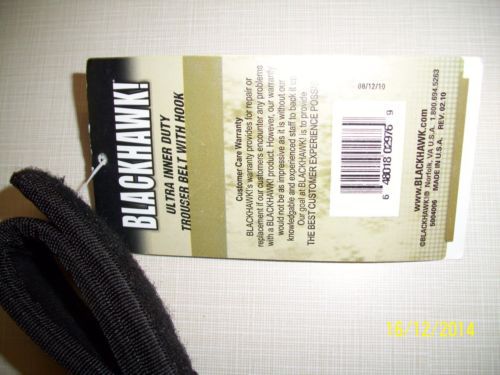 BLACKHAWK!
ULTRA INNER DUTY
TROUSER BELT WITH HOOK
Customer Care Warranty
BLACKHAWK!'s warranty provides for repair or
replacement if our customers encounter any problems
with a BLACKHAWK! product. However, our warranty
would not be as impressive as it is without our
knowledgable and experienced staff to back it up.
Our goal at BLACKHAWK! is to provide
THE BEST CUSTOMER EXPERIENCE POSS
08/12/10
6 48018 02976 9
www.BLACKHAWK.com
©BLACKHAWK!® Norfolk, VA U.S.A. 1.800.694.5263
5904006 MADE IN U.S.A. REV. 02.10
16/12/2014